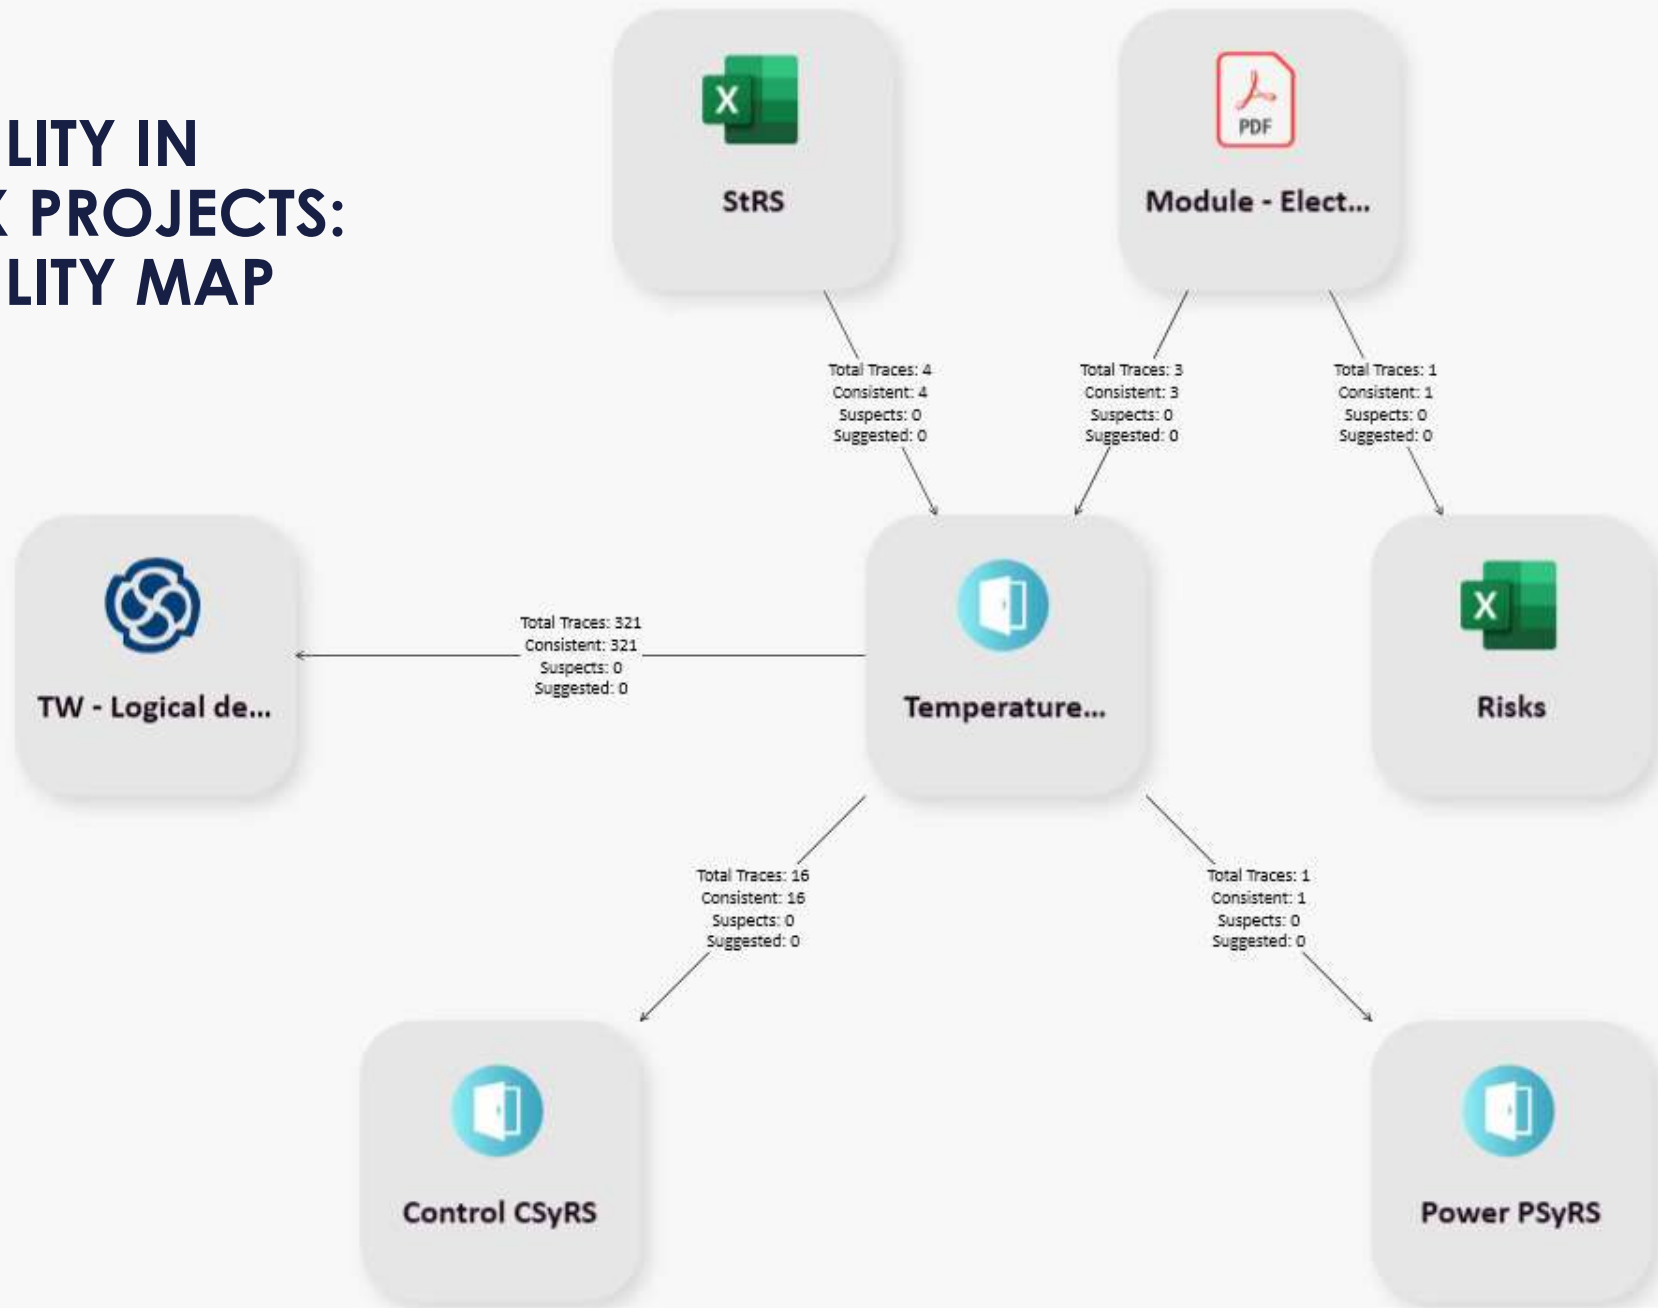 LITY IN
X PROJECTS:
LITY MAP
X
StRS
PDF
Module - Elect...
Total Traces: 4
Consistent: 4
Suspects: 0
Suggested: 0
Total Traces: 3
Consistent: 3
Suspects: 0
Suggested: 0
Total Traces: 1
Consistent: 1
Suspects: 0
Suggested: 0
TW - Logical de...
Total Traces: 321
Consistent: 321
Suspects: 0
Suggested: 0
Temperature...
X
Risks
Total Traces: 16
Consistent: 16
Suspects: 0
Suggested: 0
Total Traces: 1
Consistent: 1
Suspects: 0
Suggested: 0
Control CSyRS
Power PSyRS